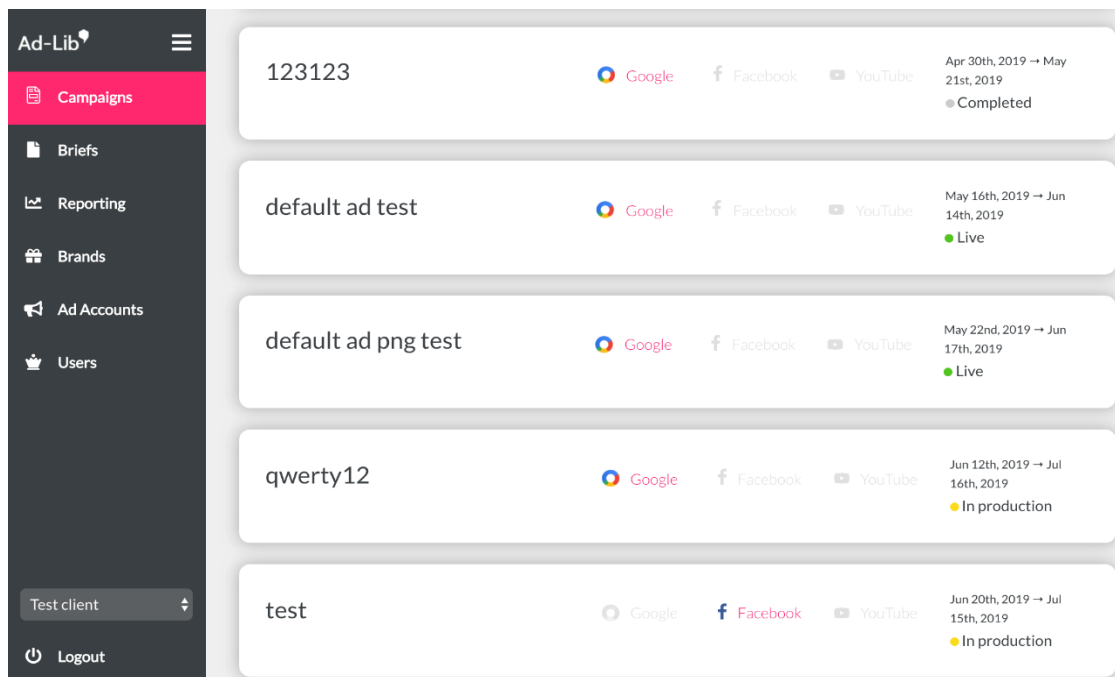 Ad-Lib
Campaigns
Briefs
Reporting
Brands
Ad Accounts
Users
Test client
Logout
123123
Google
Facebook
YouTube
Apr 30th, 2019 → May
21st, 2019
Completed
default ad test
Google
Facebook
YouTube
May 16th, 2019 → Jun
14th, 2019
Live
default ad png test
Google
Facebook
YouTube
May 22nd, 2019 → Jun
17th, 2019
Live
qwerty12
Google
Facebook
YouTube
Jun 12th, 2019 → Jul
16th, 2019
In production
test
Google
Facebook
YouTube
Jun 20th, 2019 → Jul
15th, 2019
In production